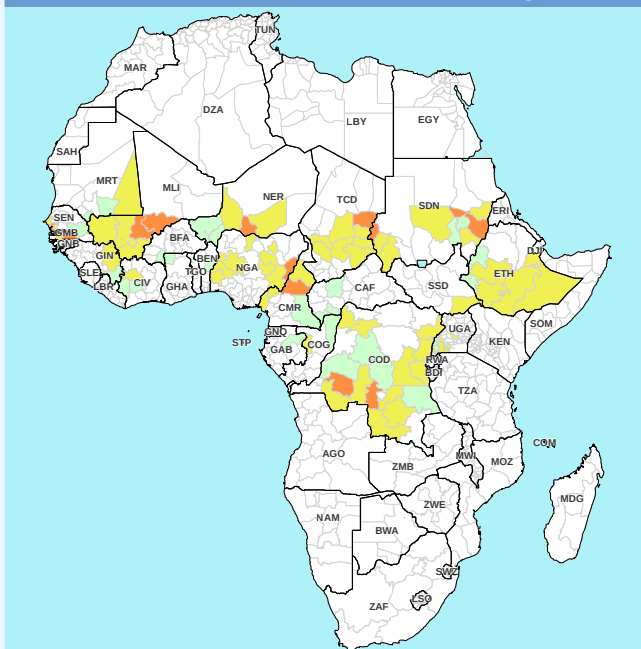 TUN
MAR
DZA
LBY
EGY
SAH
MRT
MLI
NER
TCD
SDN
ERI
SEN
GMB
GNB
BFA
GIN
BEN
NGA
DJI
SLE
TGO
ETH
LBR
CIV
GHA
CAF
SSD
CMR
SOM
GNQ
UGA
STP
GAB
COG
KEN
COD
RWA
BDI
TZA
COM
AGO
MWI
ZMB
MOZ
MDG
ZWE
NAM
BWA
SWZ
LSO
ZAF